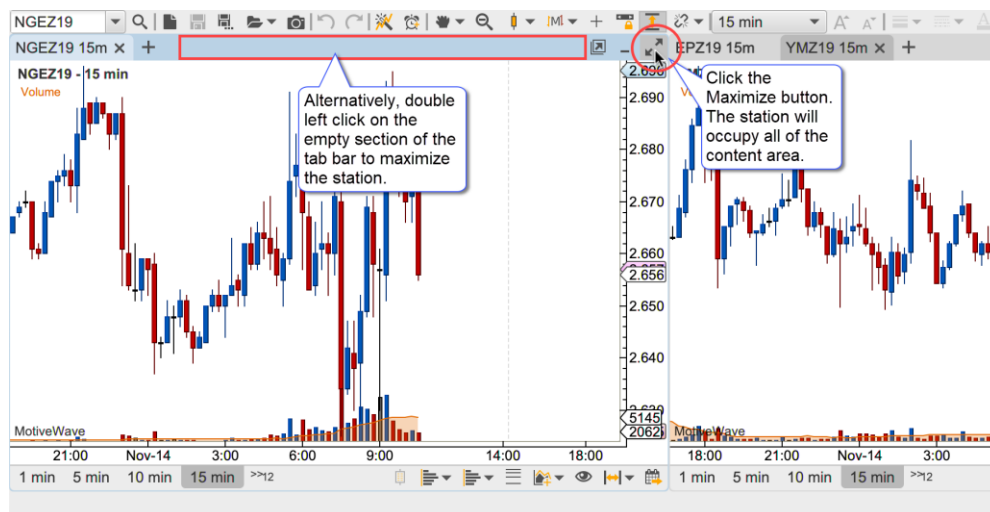 NGEZ19
15 min
NGEZ19 15m
EPZ19 15m
YMZ19 15m
NGEZ19 - 15 min
Volume
Alternatively, double
left click on the
empty section of the
tab bar to maximize
the station.
Click the
Maximize button.
The station will
occupy all of the
content area.
2.690
2.680
2.670
2.660
2.656
2.650
2.640
5145
2062
MotiveWave
MotiveWave
21:00
Nov-14
3:00
6:00
9:00
14:00
18:00
18:00
21:00
Nov-14
3:00
1 min
5 min
10 min
15 min
>>12
1 min
5 min
10 min
15 min
>>12